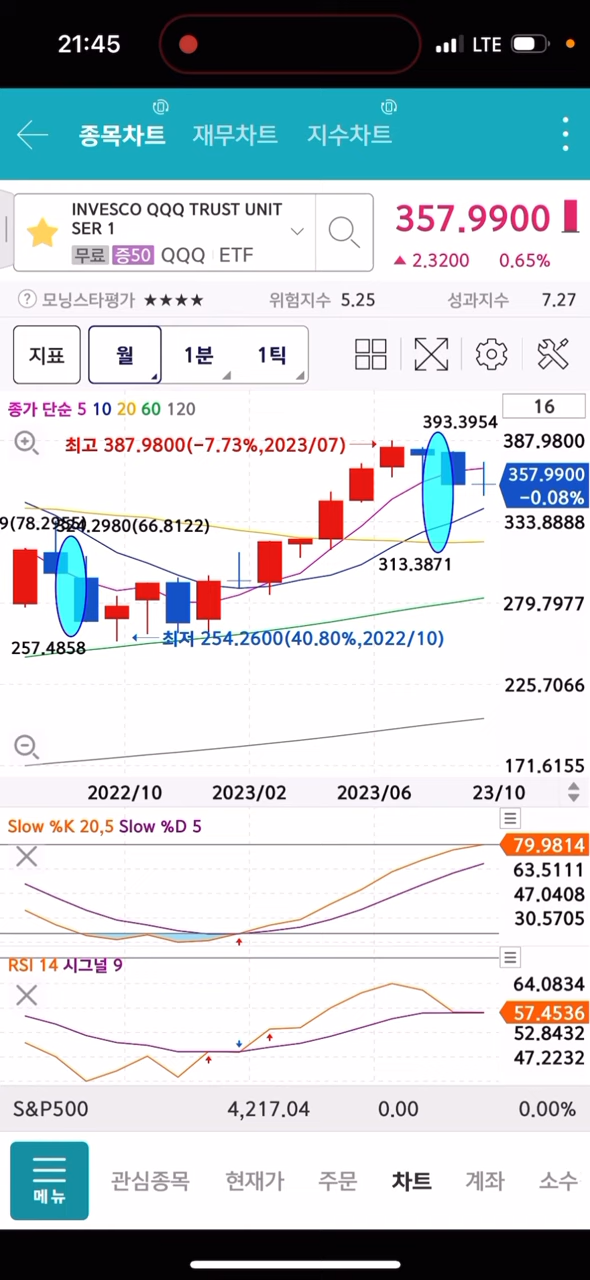 21:45
LTE
종목차트 재무차트 지수차트
INVESCO QQQ TRUST UNIT
SER 1
무료 증50 QQQ ETF
357.9900
▲ 2.3200 0.65%
? 모닝스타평가 ★★★★ 위험지수 5.25 성과지수 7.27
지표 월 1분 1틱
종가 단순 5 10 20 60 120
16
393.3954
최고 387.9800(-7.73%,2023/07)
387.9800
357.9900
-0.08%
333.8888
313.3871
279.7977
257.4858
최저 254.2600(40.80%,2022/10)
225.7066
171.6155
2022/10 2023/02 2023/06 23/10
Slow %K 20,5 Slow %D 5
79.9814
63.5111
47.0408
30.5705
RSI 14 시그널 9
64.0834
57.4536
52.8432
47.2232
S&P500 4,217.04 0.00 0.00%
메뉴 관심종목 현재가 주문 차트 계좌 소수